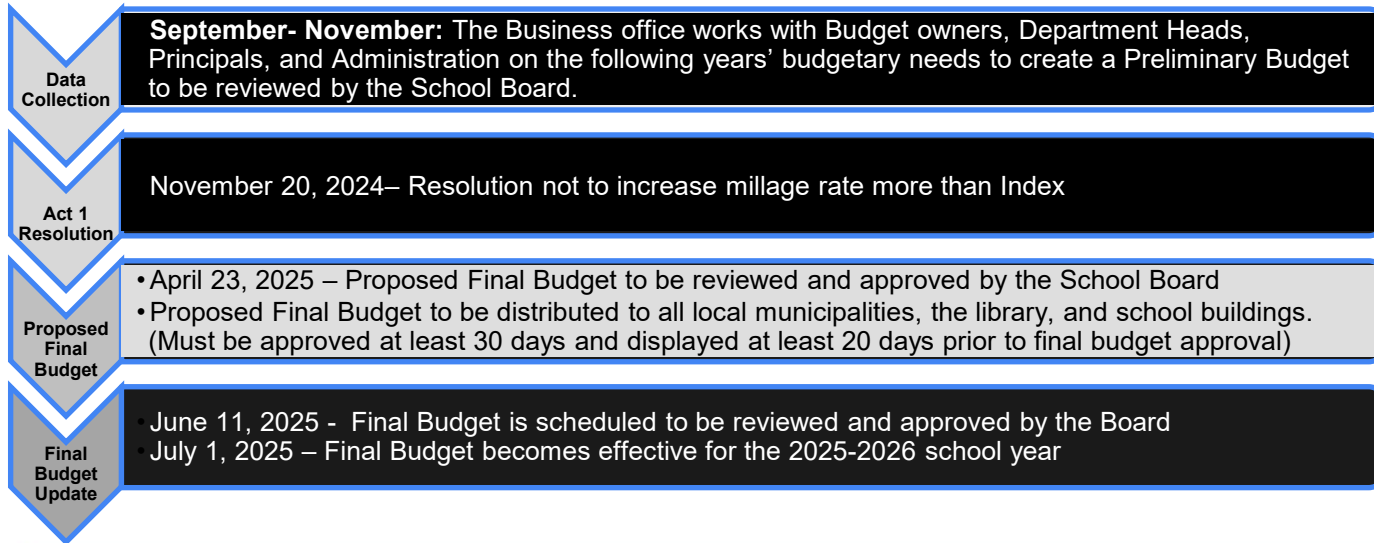 Data
Collection
September- November: The Business office works with Budget owners, Department Heads,
Principals, and Administration on the following years’ budgetary needs to create a Preliminary Budget
to be reviewed by the School Board.
Act 1
Resolution
November 20, 2024– Resolution not to increase millage rate more than Index
Proposed
Final
Budget
•April 23, 2025 – Proposed Final Budget to be reviewed and approved by the School Board
•Proposed Final Budget to be distributed to all local municipalities, the library, and school buildings.
(Must be approved at least 30 days and displayed at least 20 days prior to final budget approval)
Final
Budget
Update
•June 11, 2025 - Final Budget is scheduled to be reviewed and approved by the Board
•July 1, 2025 – Final Budget becomes effective for the 2025-2026 school year